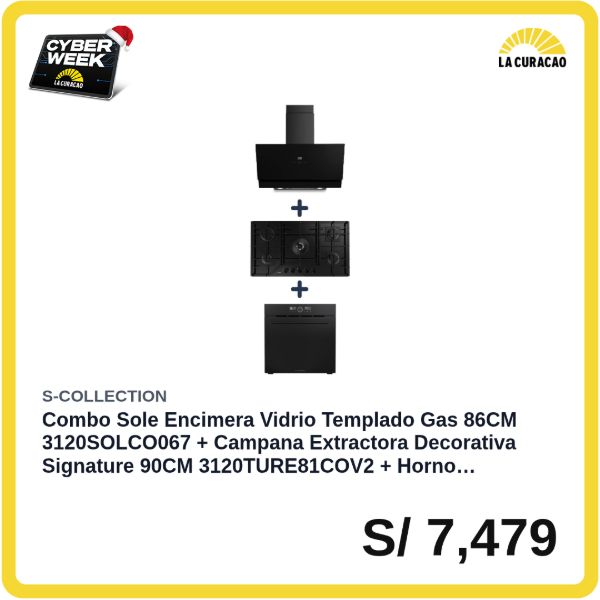 CYBER
WEEK
LA CURACAO
LA CURACAO
S-COLLECTION
Combo Sole Encimera Vidrio Templado Gas 86CM
3120SOLCO067 + Campana Extractora Decorativa
Signature 90CM 3120TURE81COV2 + Horno…
S/ 7,479